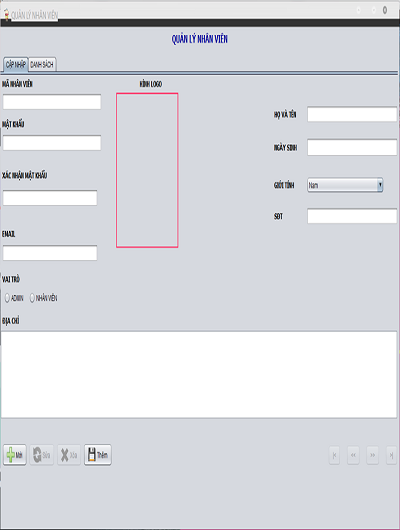 QUẢN LÝ NHÂN VIÊN
QUẢN LÝ NHÂN VIÊN
CẬP NHẬP
DANH SÁCH
MÃ NHÂN VIÊN
HÌNH LOGO
HỌ VÀ TÊN
MẬT KHẨU
NGÀY SINH
XÁC NHẬN MẬT KHẨU
GIỚI TÍNH
Nam
SĐT
EMAIL
VAI TRÒ
ADMIN
NHÂN VIÊN
ĐỊA CHỈ
Mới
Sửa
Xóa
Thêm
|<
<<
>>
>|